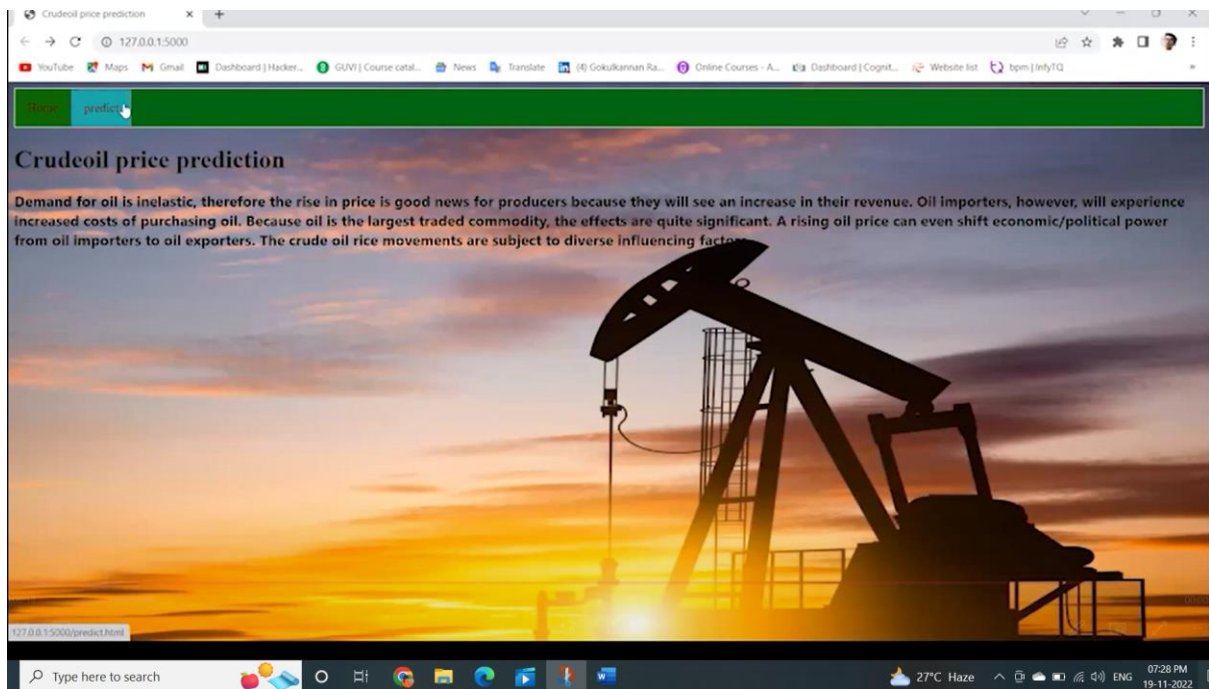 Crudeoil price prediction
127.0.0.1:5000
YouTube Maps Gmail Dashboard | Hacker... GUVI | Course catal... News Translate (4) Gokulkannan Ra... Online Courses - A... Dashboard | Cognit... Website list bpm | InfyTQ
Home predict
Crudeoil price prediction
Demand for oil is inelastic, therefore the rise in price is good news for producers because they will see an increase in their revenue. Oil importers, however, will experience
increased costs of purchasing oil. Because oil is the largest traded commodity, the effects are quite significant. A rising oil price can even shift economic/political power
from oil importers to oil exporters. The crude oil rice movements are subject to diverse influencing factors.
127.0.0.1:5000/predict.html
Type here to search 27°C Haze ENG 07:28 PM
19-11-2022